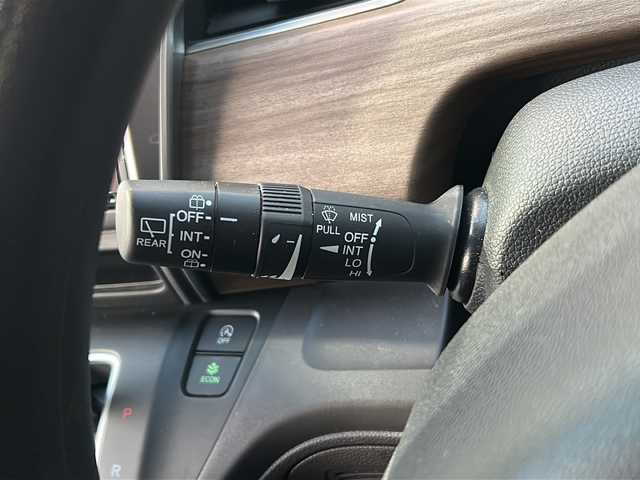 OFF
REAR
INT
ON
MIST
PULL
OFF
INT
LO
HI
OFF
ECON
P
R